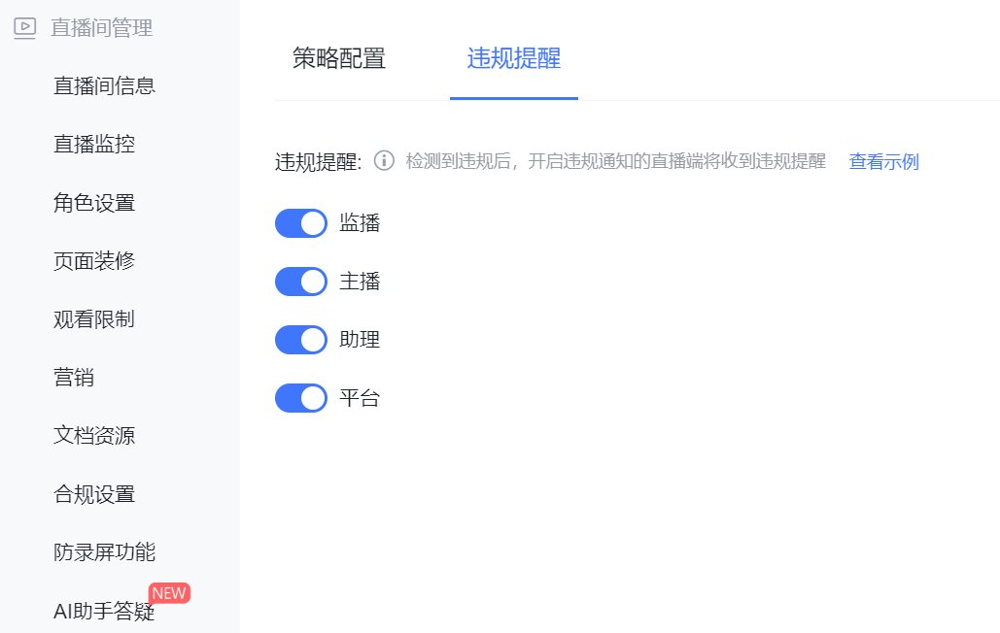 直播间管理
直播间信息
直播监控
角色设置
页面装修
观看限制
营销
文档资源
合规设置
防录屏功能
NEW
AI助手答疑
策略配置
违规提醒
违规提醒: 检测到违规后，开启违规通知的直播端将收到违规提醒 查看示例
监播
主播
助理
平台